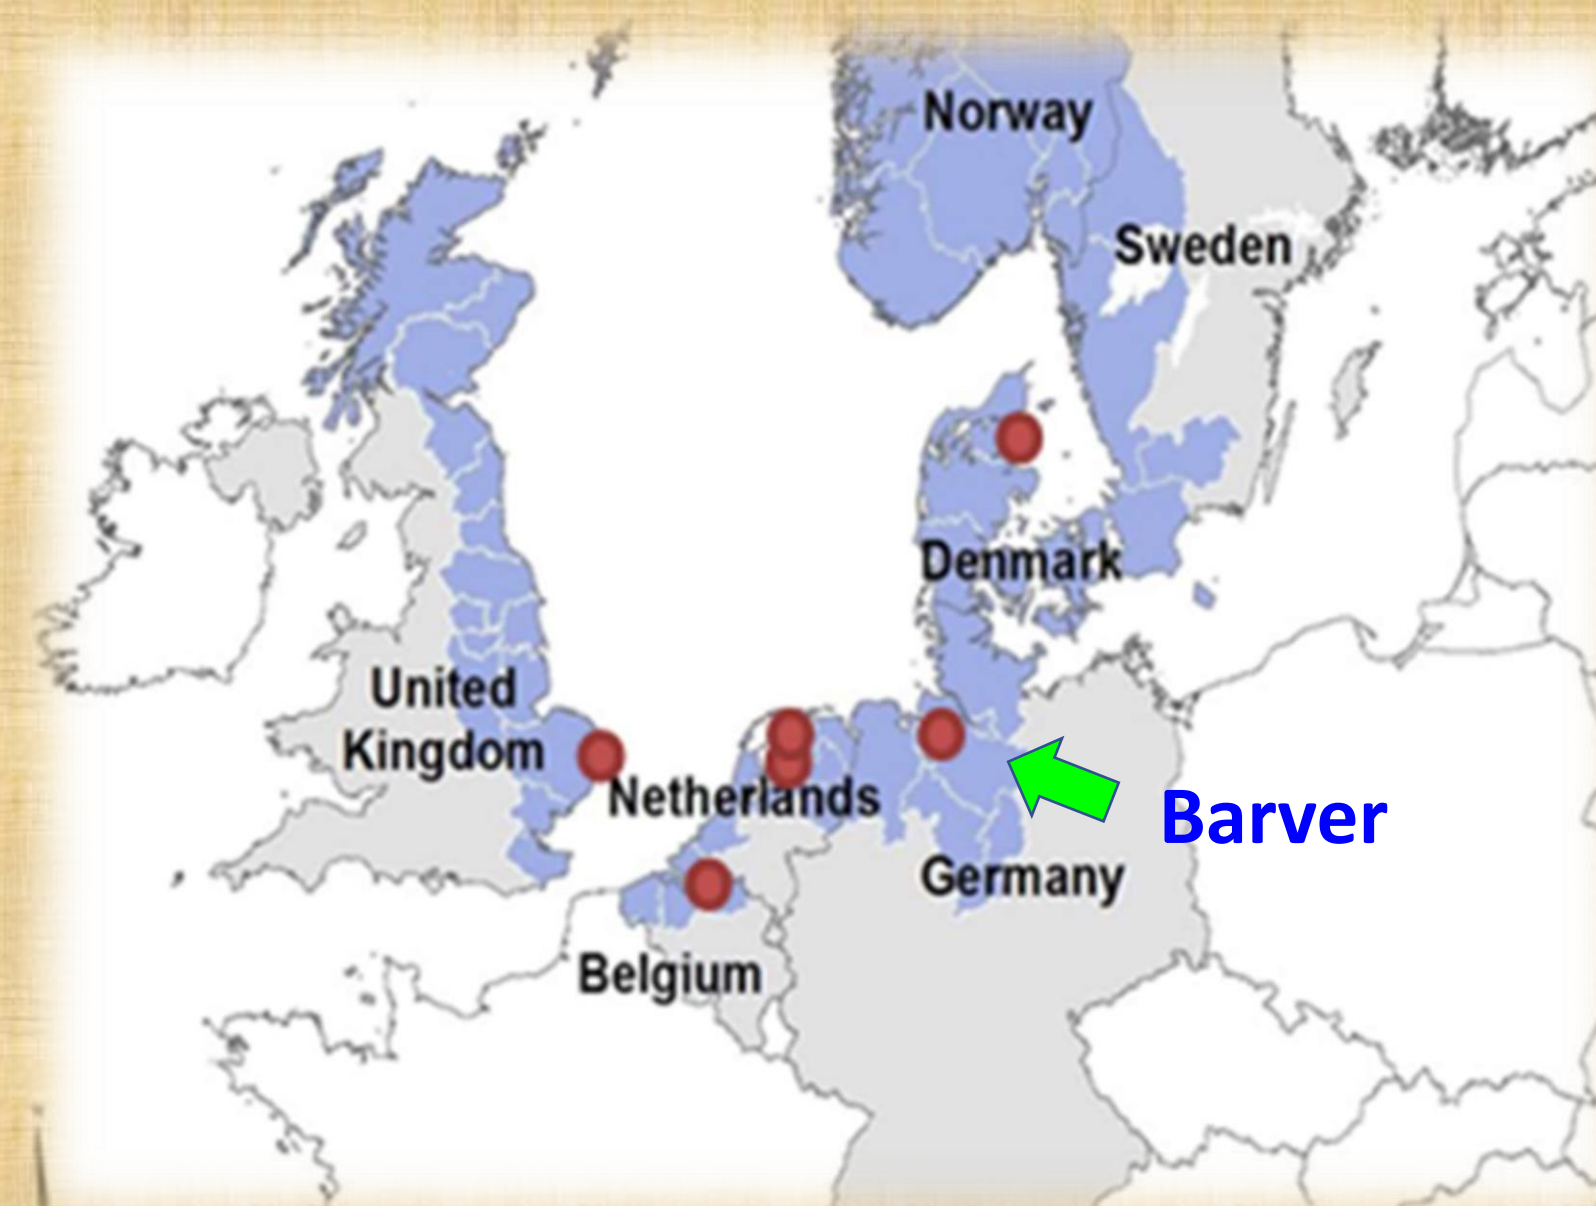 Norway
Sweden
Denmark
United
Kingdom
Netherlands
Barver
Germany
Belgium